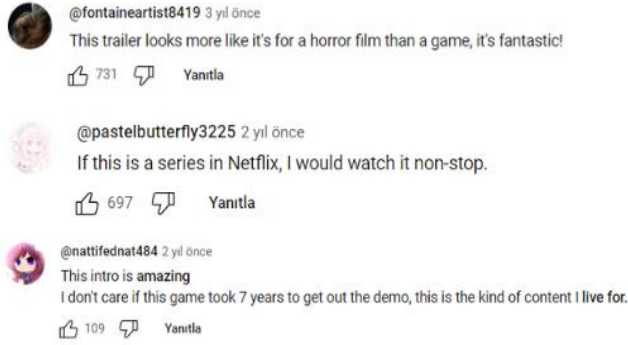 @fontaineartist8419 3 yıl önce
This trailer looks more like it's for a horror film than a game, it's fantastic!
731 Yanıtla
@pastelbutterfly3225 2 yıl önce
If this is a series in Netflix, I would watch it non-stop.
697 Yanıtla
@nattifednat484 2 yıl önce
This intro is amazing
I don't care if this game took 7 years to get out the demo, this is the kind of content I live for.
109 Yanıtla